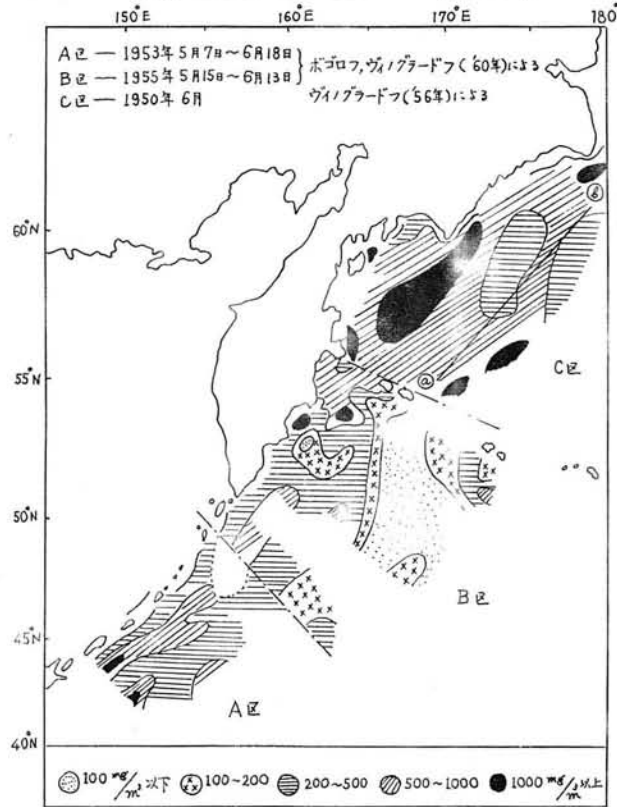 150°E 160°E 170°E 180°
A区 — 1953年 5月7日~6月18日
B区 — 1955年 5月15日~6月13日
ボゴロフ,ヴィノグラードフ('60年)による
C区 — 1950年 6月
ヴィノグラードフ('56年)による
60°N
55°N
50°N
45°N
40°N
ⓑ
ⓐ
C区
B区
A区
100 mg/m³ 以下 100~200 200~500 500~1000 1000 mg/m³ 以上